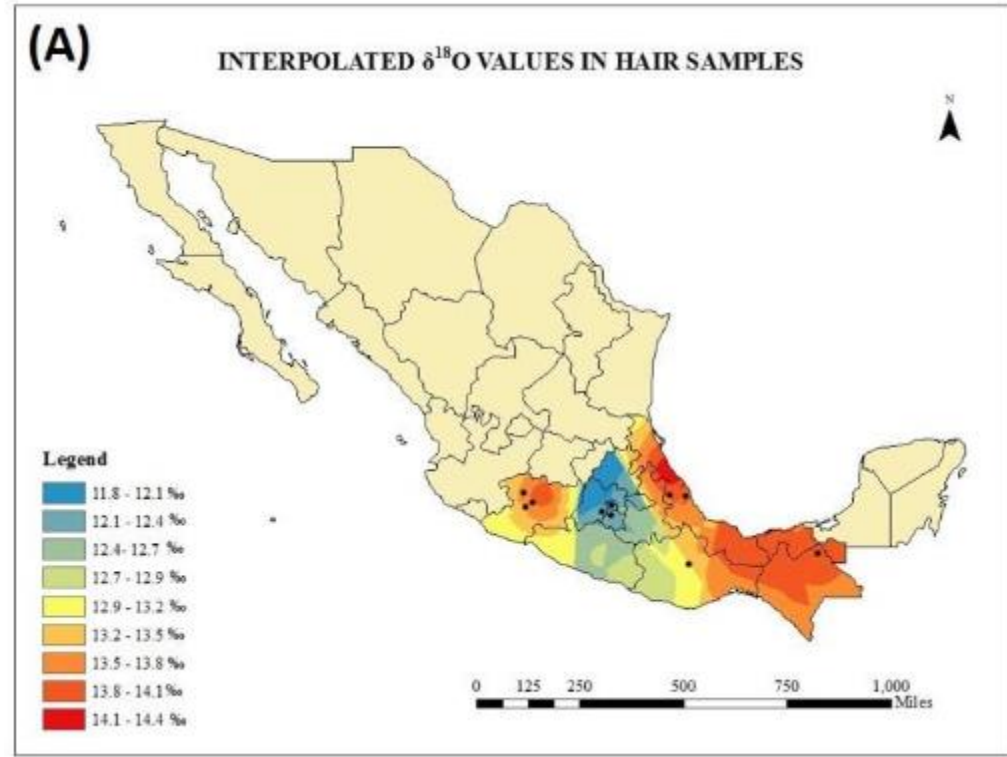 (A)
INTERPOLATED δ¹⁸O VALUES IN HAIR SAMPLES
N
Legend
11.8 - 12.1 ‰
12.1 - 12.4 ‰
12.4- 12.7 ‰
12.7 - 12.9 ‰
12.9 - 13.2 ‰
13.2 - 13.5 ‰
13.5 - 13.8 ‰
13.8 - 14.1 ‰
14.1 - 14.4 ‰
0 125 250 500 750 1,000
Miles